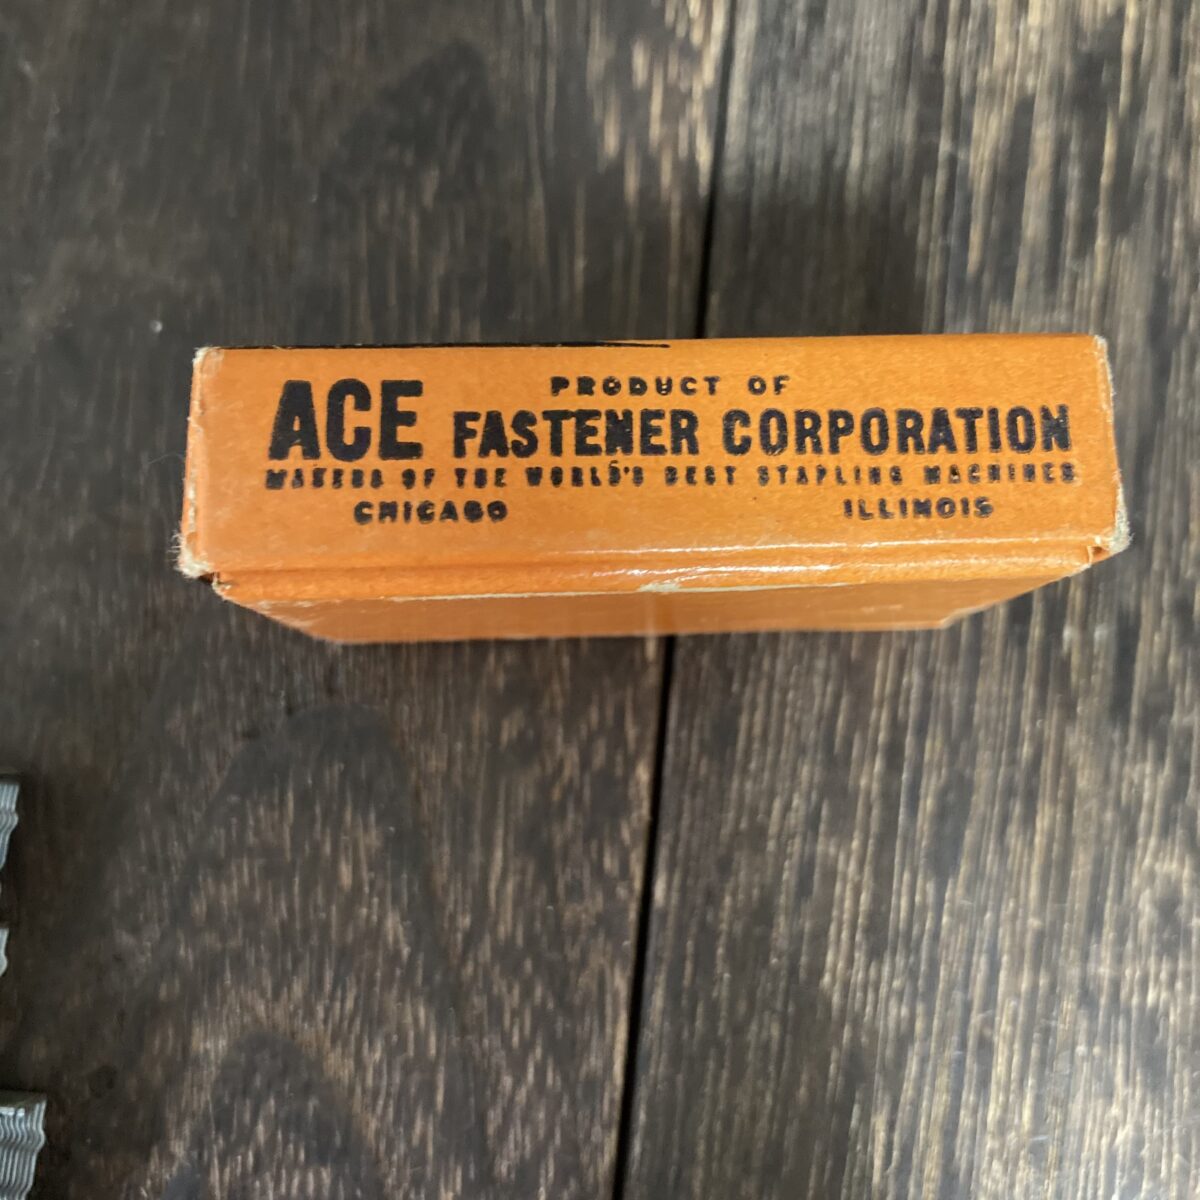 PRODUCT OF
ACE FASTENER CORPORATION
MAKERS OF THE WORLD'S BEST STAPLING MACHINES
CHICAGO ILLINOIS